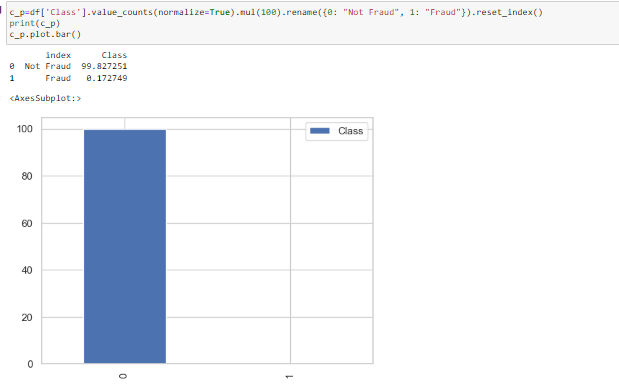 c_p=df['Class'].value_counts(normalize=True).mul(100).rename({0: "Not Fraud", 1: "Fraud"}).reset_index()
print(c_p)
c_p.plot.bar()
index Class
0 Not Fraud 99.827251
1 Fraud 0.172749
<AxesSubplot:>
100
Class
80
60
40
20
0
0 1